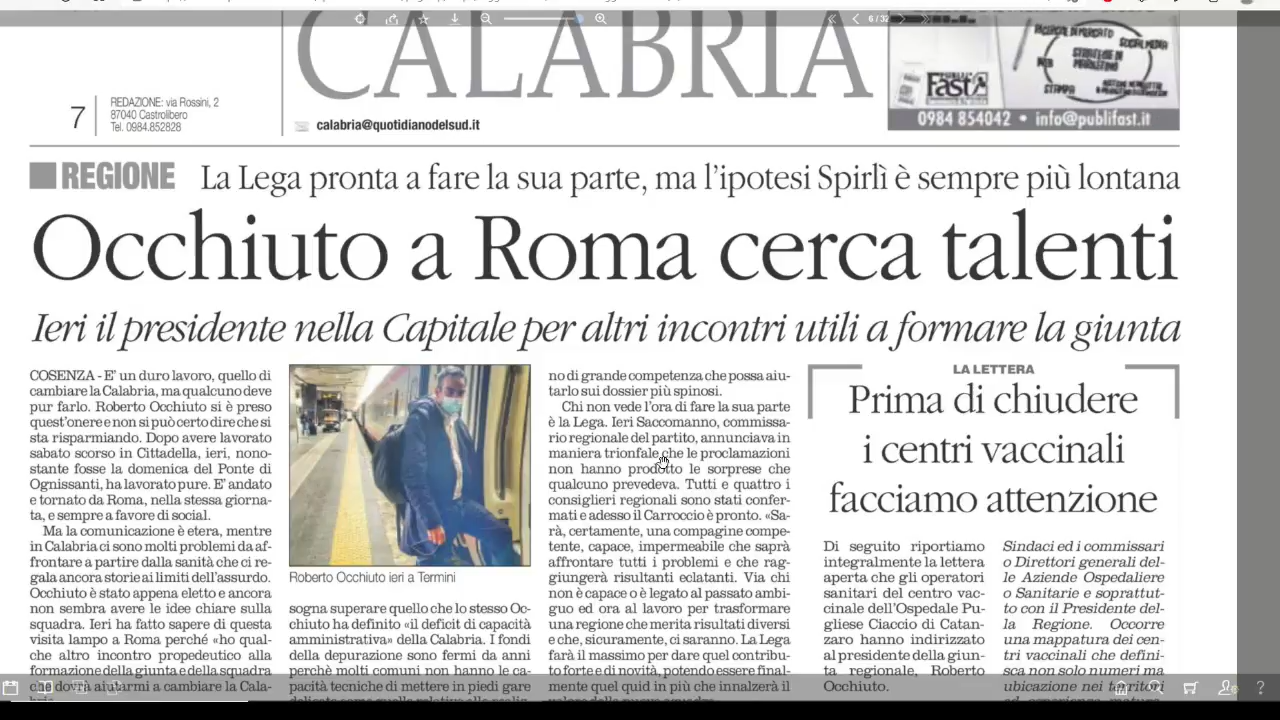 6 / 32
CALABRIA
7
REDAZIONE: via Rossini, 2
87040 Castrolibero
Tel. 0984.852828
calabria@quotidianodelsud.it
SOCIAL MEDIA
WEB
STAMPA
Fast
0984 854042 • info@publifast.it
REGIONE
La Lega pronta a fare la sua parte, ma l'ipotesi Spirlì è sempre più lontana
Occhiuto a Roma cerca talenti
Ieri il presidente nella Capitale per altri incontri utili a formare la giunta
COSENZA - E' un duro lavoro, quello di
cambiare la Calabria, ma qualcuno deve
pur farlo. Roberto Occhiuto si è preso
quest'onere e non si può certo dire che si
sta risparmiando. Dopo avere lavorato
sabato scorso in Cittadella, ieri, nono-
stante fosse la domenica del Ponte di
Ognissanti, ha lavorato pure. E' andato
e tornato da Roma, nella stessa giorna-
ta, e sempre a favore di social.
Ma la comunicazione è etera, mentre
in Calabria ci sono molti problemi da af-
frontare a partire dalla sanità che ci re-
gala ancora storie ai limiti dell'assurdo.
Occhiuto è stato appena eletto e ancora
non sembra avere le idee chiare sulla
squadra. Ieri ha fatto sapere di questa
visita lampo a Roma perché «ho qual-
che altro incontro propedeutico alla
formazione della giunta e della squadra
che dovrà aiutarmi a cambiare la Cala-
bria
Roberto Occhiuto ieri a Termini
sogna superare quello che lo stesso Oc-
chiuto ha definito «il deficit di capacità
amministrativa» della Calabria. I fondi
della depurazione sono fermi da anni
perchè molti comuni non hanno le ca-
pacità tecniche di mettere in piedi gare
no di grande competenza che possa aiu-
tarlo sui dossier più spinosi.
Chi non vede l'ora di fare la sua parte
è la Lega. Ieri Saccomanno, commissa-
rio regionale del partito, annunciava in
maniera trionfale che le proclamazioni
non hanno prodotto le sorprese che
qualcuno prevedeva. Tutti e quattro i
consiglieri regionali sono stati confer-
mati e adesso il Carroccio è pronto. «Sa-
rà, certamente, una compagine compe-
tente, capace, impermeabile che saprà
affrontare tutti i problemi e che rag-
giungerà risultanti eclatanti. Via chi
non è capace o è legato al passato ambi-
guo ed ora al lavoro per trasformare
una regione che merita risultati diversi
e che, sicuramente, ci saranno. La Lega
farà il massimo per dare quel contribu-
to forte e di novità, potendo essere final-
mente quel quid in più che innalzerà il
LA LETTERA
Prima di chiudere
i centri vaccinali
facciamo attenzione
Di seguito riportiamo
integralmente la lettera
aperta che gli operatori
sanitari del centro vac-
cinale dell'Ospedale Pu-
gliese Ciaccio di Catan-
zaro hanno indirizzato
al presidente della giun-
ta regionale, Roberto
Occhiuto.
Sindaci ed i commissari
o Direttori generali del-
le Aziende Ospedaliere
o Sanitarie e soprattut-
to con il Presidente del-
la Regione. Occorre
una mappatura dei cen-
tri vaccinali che defini-
sca non solo numeri ma
ubicazione nei territori